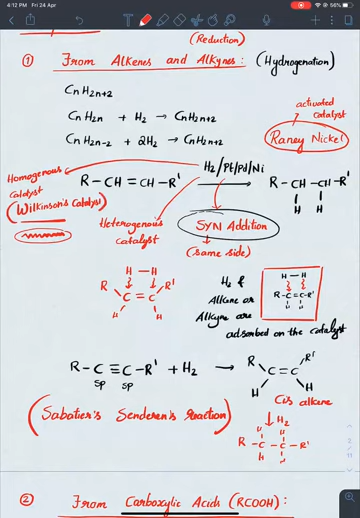 4:12 PM Fri 24 Apr
(Reduction)
① From Alkenes and Alkynes: (Hydrogenation)
CnH2n+2
CnH2n + H2 → CnH2n+2
CnH2n-2 + 2H2 → CnH2n+2
activated catalyst
Raney Nickel
Homogenous catalyst
(Wilkinson's Catalyst)
R-CH=CH-R' H2/Pt/Pd/Ni → R-CH-CH-R'
H H
Heterogenous catalyst
SYN Addition
(same side)
H-H
R R'
C=C
H H
H2 &
Alkene or
Alkyne are
adsorbed on the catalyst
H-H
R-C=C-R'
H H
R-C≡C-R' + H2 →
sp sp
R R'
C=C
H H
Cis alkene
(Sabatier's Senderen's reaction)
↓ H2
H H
R-C-C-R'
H H
② From Carboxylic Acids (RCOOH):